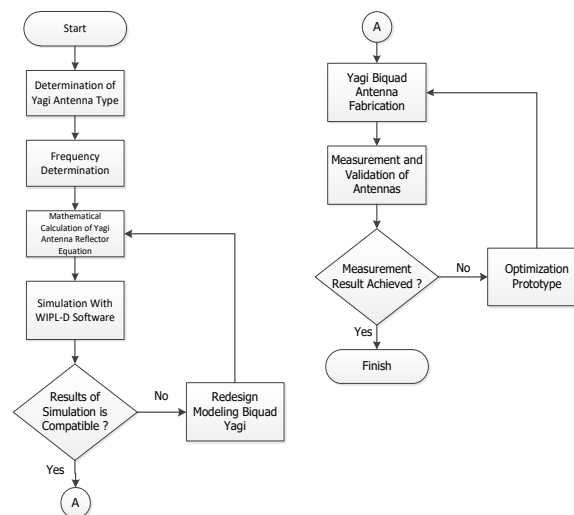 Start
Determination of
Yagi Antenna Type
Frequency
Determination
Mathematical
Calculation of Yagi
Antenna Reflector
Equation
Simulation With
WIPL-D Software
Results of
Simulation is
Compatible ?
No
Redesign
Modeling Biquad
Yagi
Yes
A
A
Yagi Biquad
Antenna
Fabrication
Measurement and
Validation of
Antennas
Measurement
Result Achieved ?
No
Optimization
Prototype
Yes
Finish